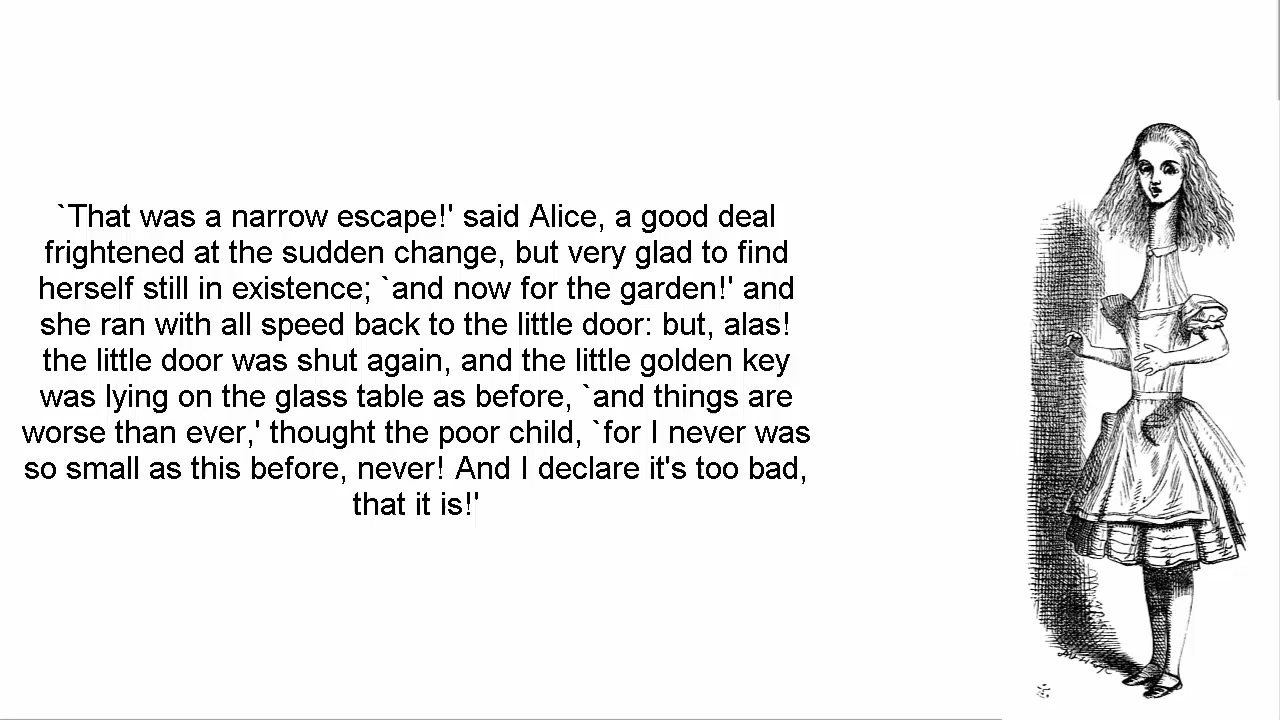 `That was a narrow escape!' said Alice, a good deal
frightened at the sudden change, but very glad to find
herself still in existence; `and now for the garden!' and
she ran with all speed back to the little door: but, alas!
the little door was shut again, and the little golden key
was lying on the glass table as before, `and things are
worse than ever,' thought the poor child, `for I never was
so small as this before, never! And I declare it's too bad,
that it is!'